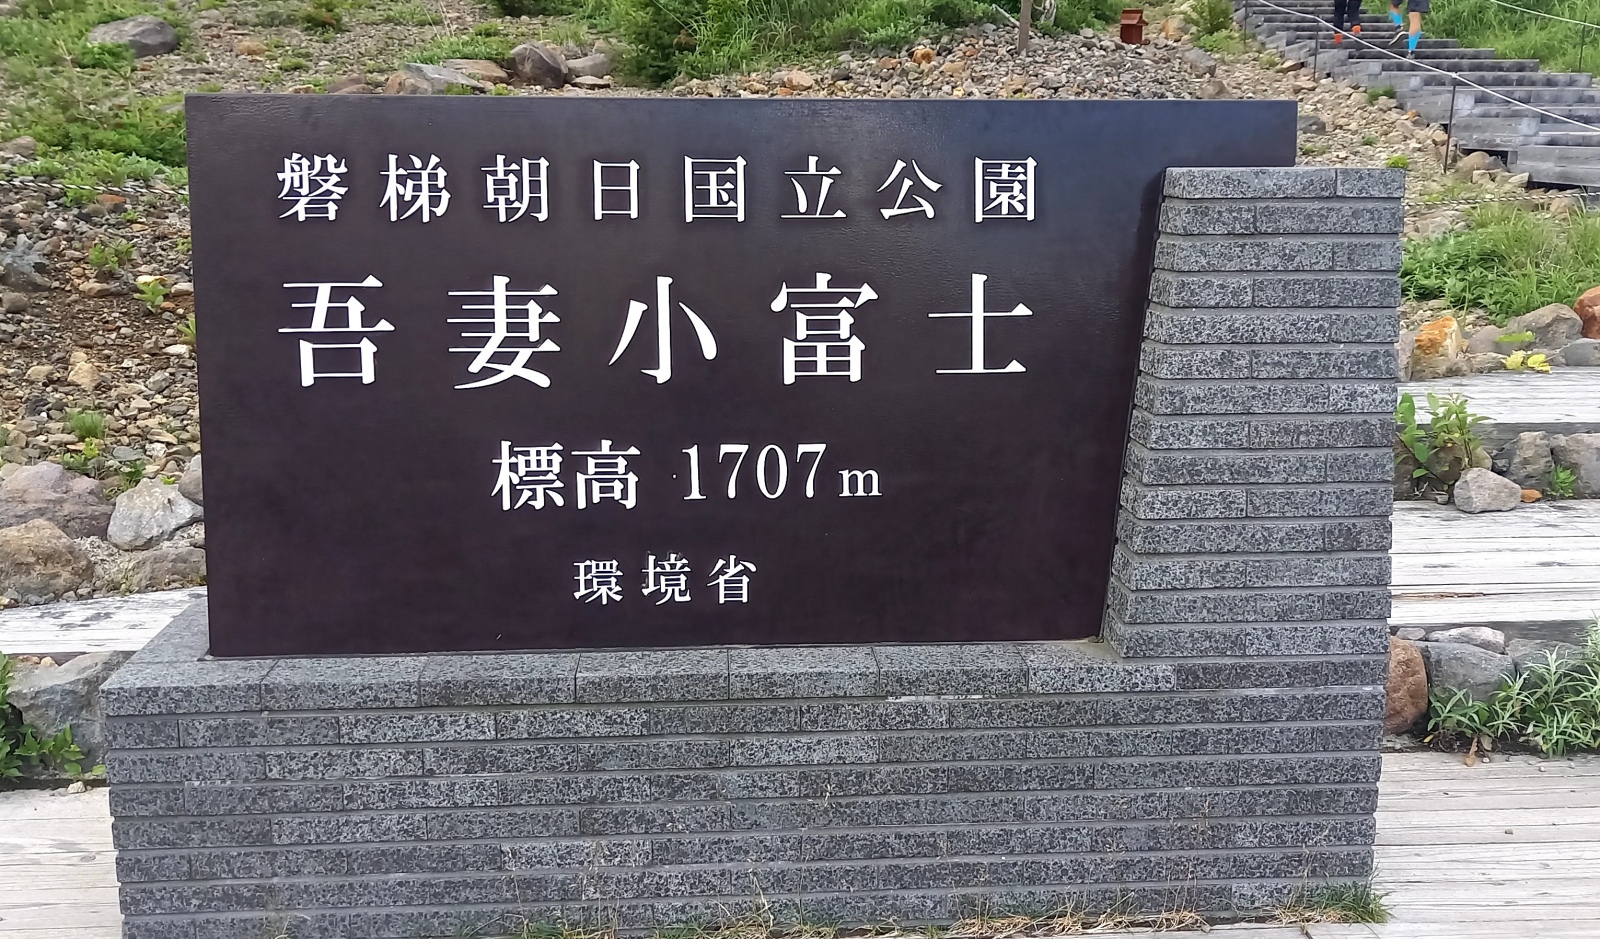 磐梯朝日国立公園
吾妻小富士
標高 1707m
環境省